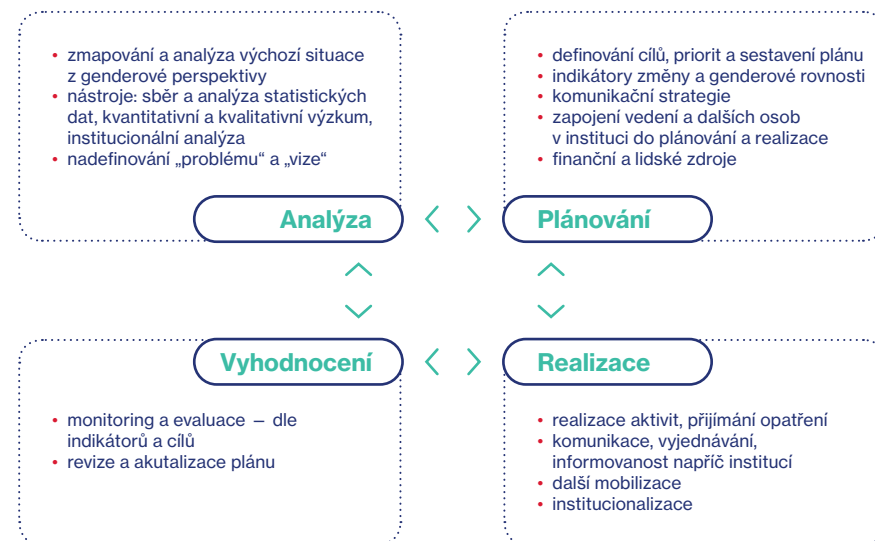 • zmapování a analýza výchozí situace
z genderové perspektivy
• nástroje: sběr a analýza statistických
dat, kvantitativní a kvalitativní výzkum,
institucionální analýza
• nadefinování „problému“ a „vize“
Analýza
• definování cílů, priorit a sestavení plánu
• indikátory změny a genderové rovnosti
• komunikační strategie
• zapojení vedení a dalších osob
v instituci do plánování a realizace
• finanční a lidské zdroje
Plánování
Vyhodnocení
• monitoring a evaluace — dle
indikátorů a cílů
• revize a akutalizace plánu
Realizace
• realizace aktivit, přijímání opatření
• komunikace, vyjednávání,
informovanost napříč institucí
• další mobilizace
• institucionalizace